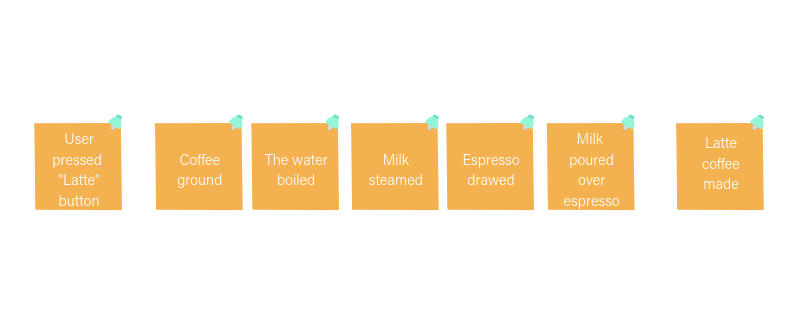 User
pressed
"Latte"
button
Coffee
ground
The water
boiled
Milk
steamed
Espresso
drawed
Milk
poured
over
espresso
Latte
coffee
made